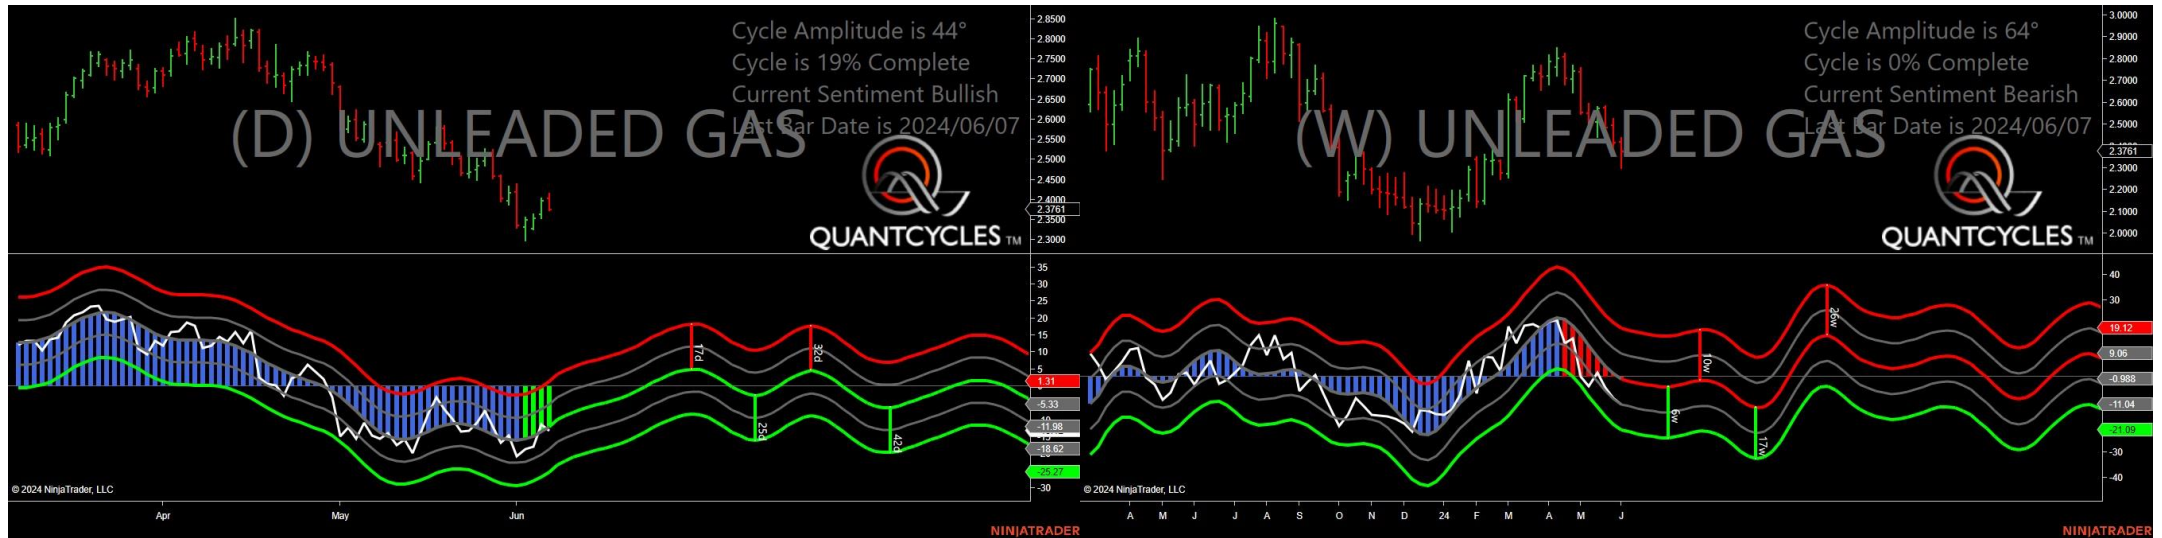 Cycle Amplitude is 44°
Cycle is 19% Complete
Current Sentiment Bullish
Last Bar Date is 2024/06/07
(D) UNLEADED GAS
QUANTCYCLES TM
2.8500
2.8000
2.7500
2.7000
2.6500
2.6000
2.5500
2.5000
2.4500
2.4000
2.3761
2.3500
2.3000
35
30
25
20
15
10
5
1.31
-5.33
-11.98
-18.62
-25.27
-30
17d
32d
25d
42d
© 2024 NinjaTrader, LLC
Apr May Jun
NINJATRADER
Cycle Amplitude is 64°
Cycle is 0% Complete
Current Sentiment Bearish
Last Bar Date is 2024/06/07
(W) UNLEADED GAS
QUANTCYCLES TM
3.0000
2.9000
2.8000
2.7000
2.6000
2.5000
2.3761
2.3000
2.2000
2.1000
2.0000
40
30
19.12
9.06
-0.988
-11.04
-21.09
-30
-40
10w
26w
6w
17w
© 2024 NinjaTrader, LLC
A M J J A S O N D 24 F M A M J
NINJATRADER